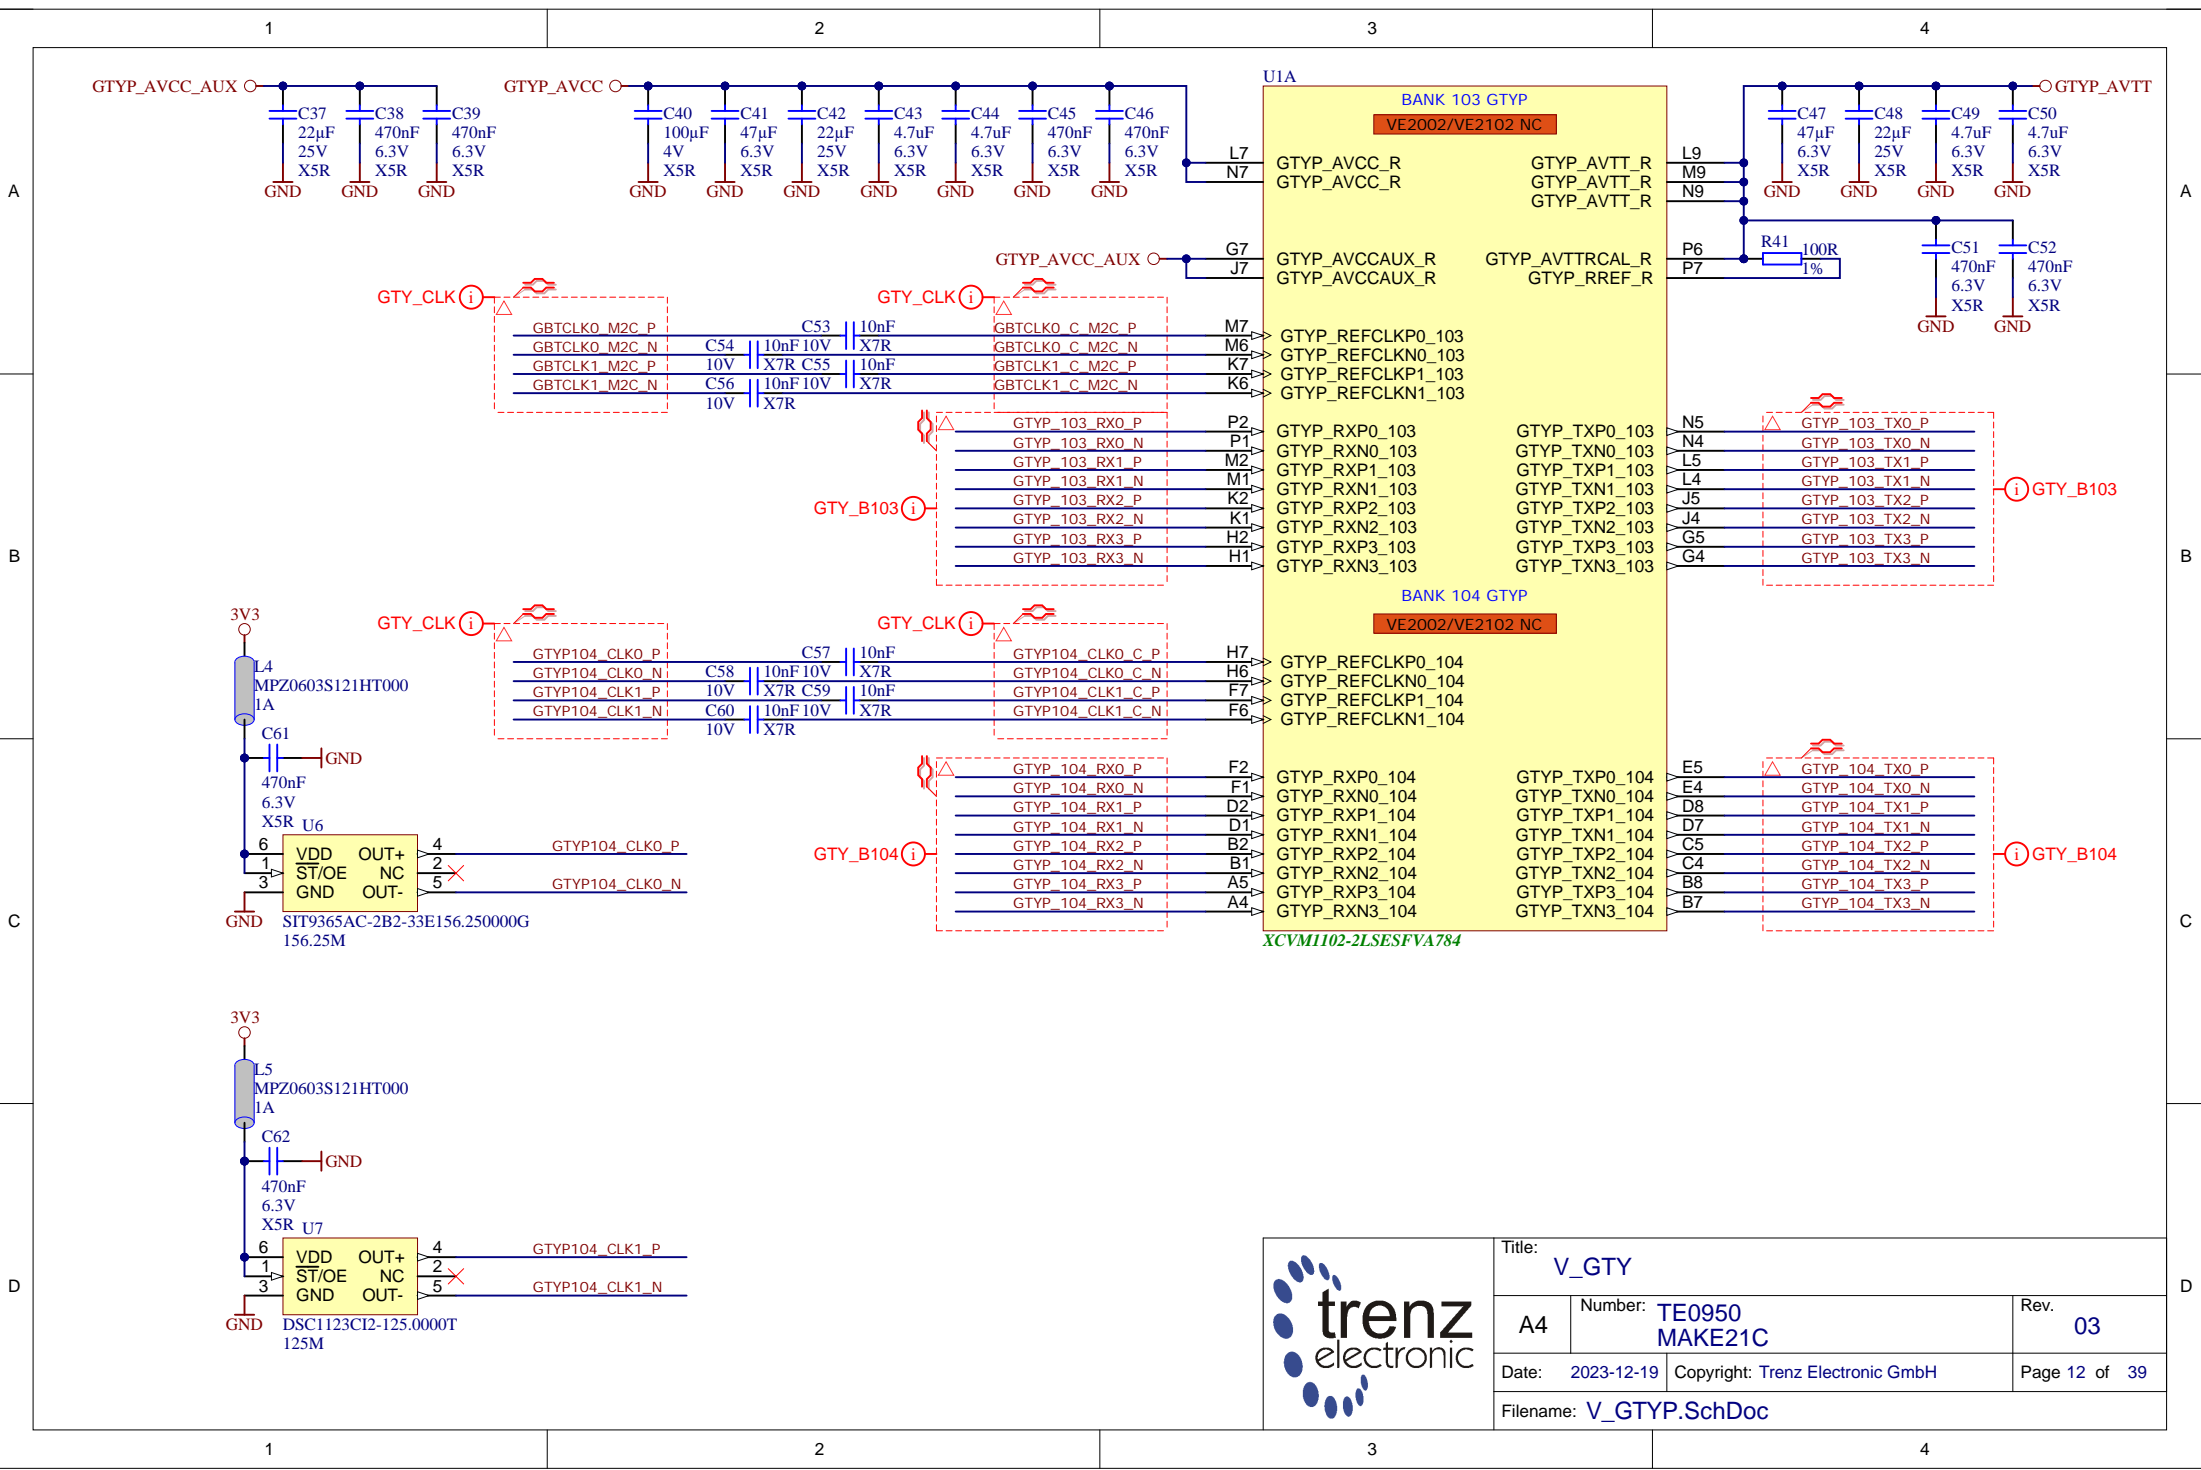 1 2 3 4
A
B
C
D
GTYP_AVCC_AUX
C37
22µF
25V
X5R
GND
C38
470nF
6.3V
X5R
GND
C39
470nF
6.3V
X5R
GND
GTYP_AVCC
C40
100µF
4V
X5R
GND
C41
47µF
6.3V
X5R
GND
C42
22µF
25V
X5R
GND
C43
4.7uF
6.3V
X5R
GND
C44
4.7uF
6.3V
X5R
GND
C45
470nF
6.3V
X5R
GND
C46
470nF
6.3V
X5R
GND
U1A
BANK 103 GTYP
VE2002/VE2102 NC
L7 GTYP_AVCC_R
N7 GTYP_AVCC_R
GTYP_AVTT_R L9
GTYP_AVTT_R M9
GTYP_AVTT_R N9
GTYP_AVTT
C47
47µF
6.3V
X5R
GND
C48
22µF
25V
X5R
GND
C49
4.7uF
6.3V
X5R
GND
C50
4.7uF
6.3V
X5R
GND
GTYP_AVCC_AUX
G7 GTYP_AVCCAUX_R
J7 GTYP_AVCCAUX_R
GTYP_AVTTRCAL_R P6
GTYP_RREF_R P7
R41
100R
1%
C51
470nF
6.3V
X5R
GND
C52
470nF
6.3V
X5R
GND
GTY_CLK i
GBTCLK0_M2C_P
GBTCLK0_M2C_N
GBTCLK1_M2C_P
GBTCLK1_M2C_N
C53 10nF
10V X7R
C54 10nF
10V X7R
C55 10nF
10V X7R
C56 10nF
10V X7R
GTY_CLK i
GBTCLK0_C_M2C_P M7 GTYP_REFCLKP0_103
GBTCLK0_C_M2C_N M6 GTYP_REFCLKN0_103
GBTCLK1_C_M2C_P K7 GTYP_REFCLKP1_103
GBTCLK1_C_M2C_N K6 GTYP_REFCLKN1_103
GTY_B103 i
GTYP_103_RX0_P P2 GTYP_RXP0_103
GTYP_103_RX0_N P1 GTYP_RXN0_103
GTYP_103_RX1_P M2 GTYP_RXP1_103
GTYP_103_RX1_N M1 GTYP_RXN1_103
GTYP_103_RX2_P K2 GTYP_RXP2_103
GTYP_103_RX2_N K1 GTYP_RXN2_103
GTYP_103_RX3_P H2 GTYP_RXP3_103
GTYP_103_RX3_N H1 GTYP_RXN3_103
GTYP_TXP0_103 N5 GTYP_103_TX0_P
GTYP_TXN0_103 N4 GTYP_103_TX0_N
GTYP_TXP1_103 L5 GTYP_103_TX1_P
GTYP_TXN1_103 L4 GTYP_103_TX1_N
GTYP_TXP2_103 J5 GTYP_103_TX2_P
GTYP_TXN2_103 J4 GTYP_103_TX2_N
GTYP_TXP3_103 G5 GTYP_103_TX3_P
GTYP_TXN3_103 G4 GTYP_103_TX3_N
i GTY_B103
BANK 104 GTYP
VE2002/VE2102 NC
GTY_CLK i
GTYP104_CLK0_P
GTYP104_CLK0_N
GTYP104_CLK1_P
GTYP104_CLK1_N
C57 10nF
10V X7R
C58 10nF
10V X7R
C59 10nF
10V X7R
C60 10nF
10V X7R
GTY_CLK i
GTYP104_CLK0_C_P H7 GTYP_REFCLKP0_104
GTYP104_CLK0_C_N H6 GTYP_REFCLKN0_104
GTYP104_CLK1_C_P F7 GTYP_REFCLKP1_104
GTYP104_CLK1_C_N F6 GTYP_REFCLKN1_104
GTY_B104 i
GTYP_104_RX0_P F2 GTYP_RXP0_104
GTYP_104_RX0_N F1 GTYP_RXN0_104
GTYP_104_RX1_P D2 GTYP_RXP1_104
GTYP_104_RX1_N D1 GTYP_RXN1_104
GTYP_104_RX2_P B2 GTYP_RXP2_104
GTYP_104_RX2_N B1 GTYP_RXN2_104
GTYP_104_RX3_P A5 GTYP_RXP3_104
GTYP_104_RX3_N A4 GTYP_RXN3_104
GTYP_TXP0_104 E5 GTYP_104_TX0_P
GTYP_TXN0_104 E4 GTYP_104_TX0_N
GTYP_TXP1_104 D8 GTYP_104_TX1_P
GTYP_TXN1_104 D7 GTYP_104_TX1_N
GTYP_TXP2_104 C5 GTYP_104_TX2_P
GTYP_TXN2_104 C4 GTYP_104_TX2_N
GTYP_TXP3_104 B8 GTYP_104_TX3_P
GTYP_TXN3_104 B7 GTYP_104_TX3_N
i GTY_B104
XCVM1102-2LSESFVA784
3V3
L4
MPZ0603S121HT000
1A
C61
GND
470nF
6.3V
X5R
U6
6 VDD OUT+ 4 GTYP104_CLK0_P
1 ST/OE NC 2
3 GND OUT- 5 GTYP104_CLK0_N
GND
SIT9365AC-2B2-33E156.250000G
156.25M
3V3
L5
MPZ0603S121HT000
1A
C62
GND
470nF
6.3V
X5R
U7
6 VDD OUT+ 4 GTYP104_CLK1_P
1 ST/OE NC 2
3 GND OUT- 5 GTYP104_CLK1_N
GND
DSC1123CI2-125.0000T
125M
trenz
electronic
Title:
V_GTY
A4
Number: TE0950
MAKE21C
Rev.
03
Date: 2023-12-19
Copyright: Trenz Electronic GmbH
Page 12 of 39
Filename: V_GTYP.SchDoc
A
B
C
D
1 2 3 4